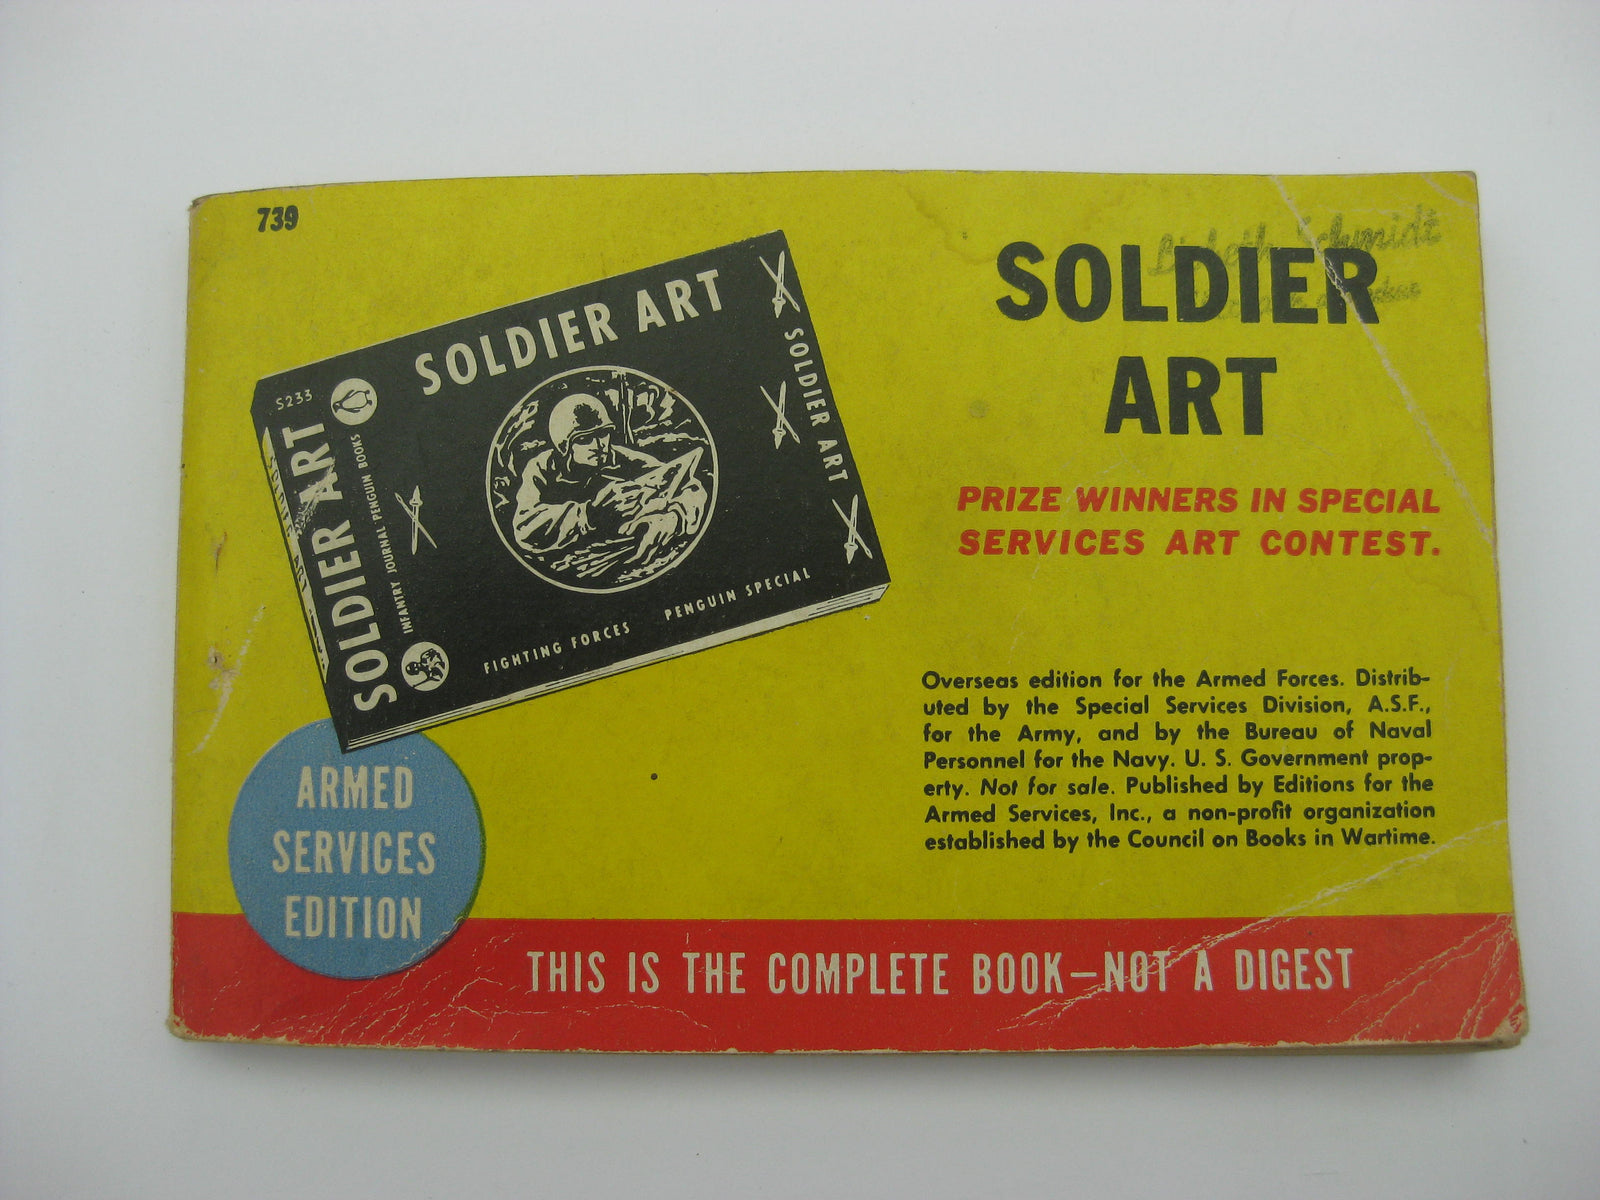 739
SOLDIER ART
S233
SOLDIER ART
INFANTRY JOURNAL PENGUIN BOOKS
SOLDIER ART
FIGHTING FORCES PENGUIN SPECIAL
ARMED
SERVICES
EDITION
Schmidt
SOLDIER
ART
PRIZE WINNERS IN SPECIAL
SERVICES ART CONTEST.
Overseas edition for the Armed Forces. Distrib-
uted by the Special Services Division, A.S.F.,
for the Army, and by the Bureau of Naval
Personnel for the Navy. U. S. Government prop-
erty. Not for sale. Published by Editions for the
Armed Services, Inc., a non-profit organization
established by the Council on Books in Wartime.
THIS IS THE COMPLETE BOOK—NOT A DIGEST